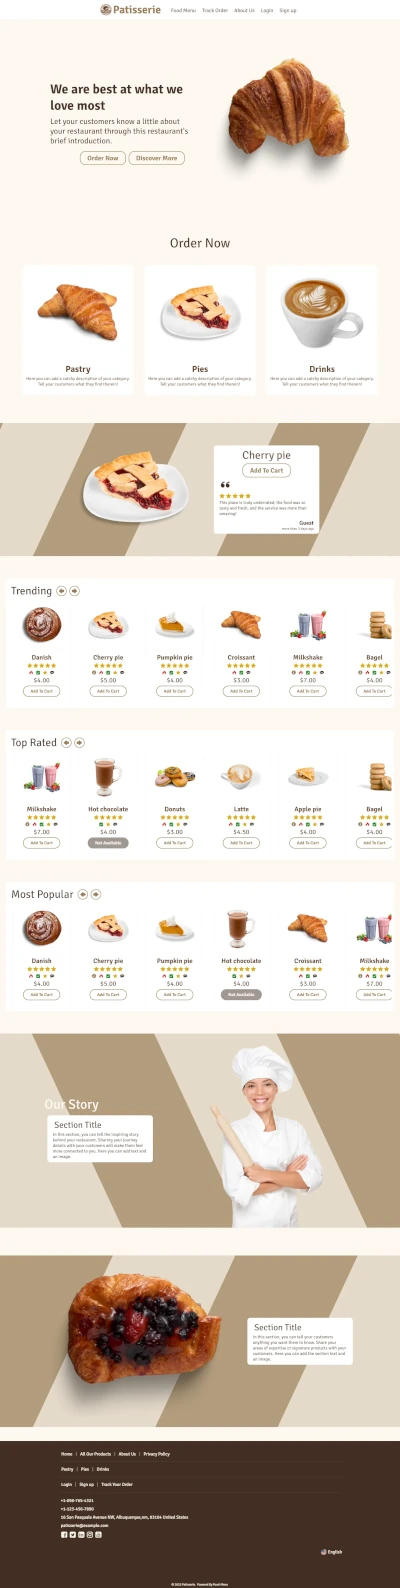 Patisserie
Food Menu Track Order About Us Login Sign up
We are best at what we
love most
Let your customers know a little about
your restaurant through this restaurant's
brief introduction.
Order Now Discover More
Order Now
Pastry Pies Drinks
Here you can add a catchy description of your category. Here you can add a catchy description of your category. Here you can add a catchy description of your category.
Tell your customers what they find therein! Tell your customers what they find therein! Tell your customers what they find therein!
Cherry pie
Add To Cart
This place is truly underrated, the food was so
tasty and fresh, and the service was more than
amazing!
Guest
more than 3 days ago
Trending
Danish Cherry pie Pumpkin pie Croissant Milkshake Bagel
$4.00 $5.00 $4.00 $3.00 $7.00 $4.00
Add To Cart Add To Cart Add To Cart Add To Cart Add To Cart Add To Cart
Top Rated
Milkshake Hot chocolate Donuts Latte Apple pie Bagel
$7.00 $4.00 $3.00 $4.50 $4.00 $4.00
Add To Cart Not Available Add To Cart Add To Cart Add To Cart Add To Cart
Most Popular
Danish Cherry pie Pumpkin pie Hot chocolate Croissant Milkshake
$4.00 $5.00 $4.00 $4.00 $3.00 $7.00
Add To Cart Add To Cart Add To Cart Not Available Add To Cart Add To Cart
Our Story
Section Title
In this section, you can tell the inspiring story
behind your restaurant. Sharing your journey
details with your customers will make them feel
more connected to you. Here you can add text and
an image.
Section Title
In this section, you can tell your customers
anything you want them to know. Share your
areas of expertise or signature products with your
customers. Here you can add the section text and
an image.
Home | All Our Products | About Us | Privacy Policy
Pastry | Pies | Drinks
Login | Sign up | Track Your Order
+1-098-765-4321
+1-123-456-7890
16 San Pasquale Avenue NW, Albuquerque,nm, 83104 United States
patisserie@example.com
English
© 2023 Patisserie. Powered By